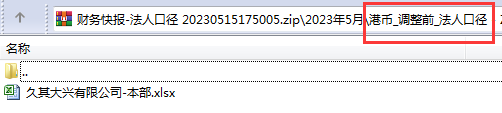 财务快报-法人口径 20230515175005.zip\2023年5月\港币_调整前_法人口径
名称
..
久其大兴有限公司-本部.xlsx